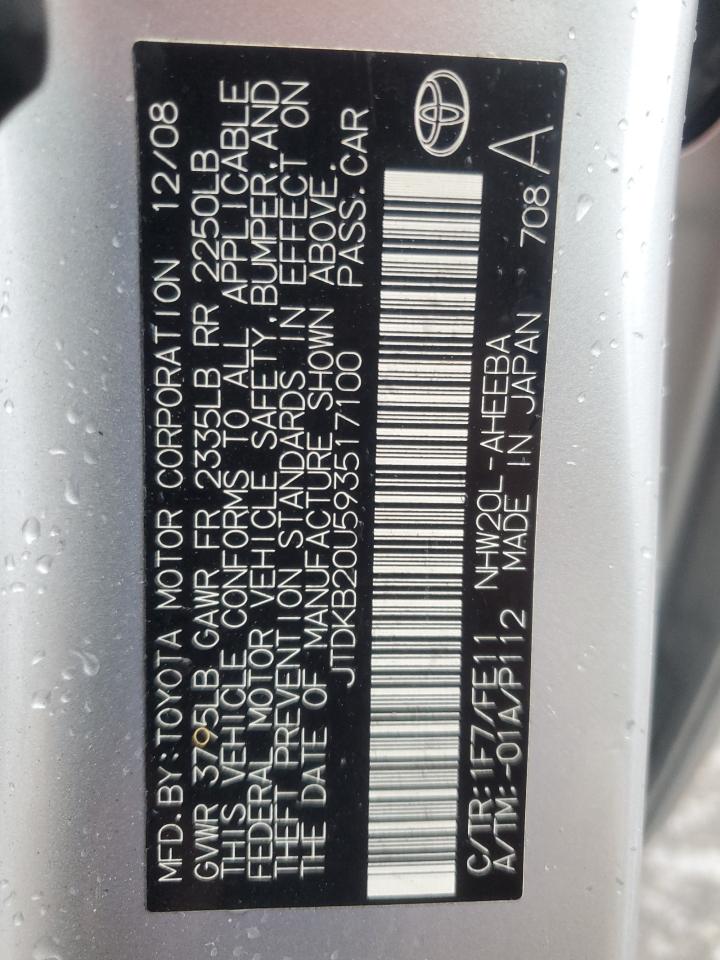 MFD. BY: TOYOTA MOTOR CORPORATION 12/08
GVWR 3795LB GAWR FR 2335LB RR 2250LB
THIS VEHICLE CONFORMS TO ALL APPLICABLE
FEDERAL MOTOR VEHICLE SAFETY, BUMPER, AND
THEFT PREVENTION STANDARDS IN EFFECT ON
THE DATE OF MANUFACTURE SHOWN ABOVE.
JTDKB20U593517100 PASS. CAR
C/TR: 1F7/FE11 NHW20L-AHEEBA
A/TM: -01A/P112 MADE IN JAPAN 708 A